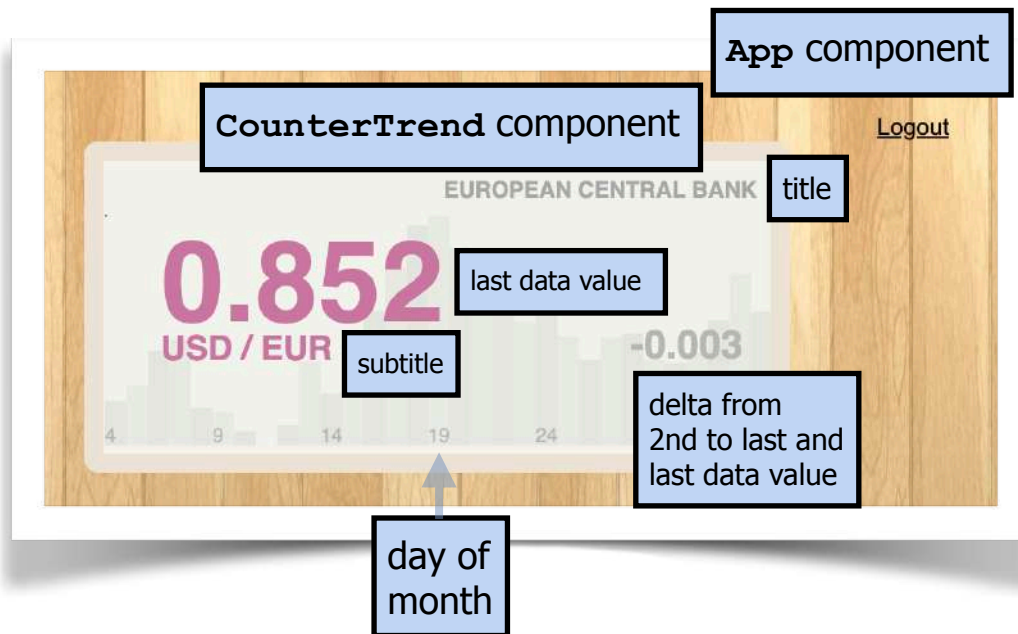 App component
CounterTrend component
Logout
EUROPEAN CENTRAL BANK
title
0.852
last data value
USD / EUR
subtitle
-0.003
delta from
2nd to last and
last data value
4 9 14 19 24
day of
month